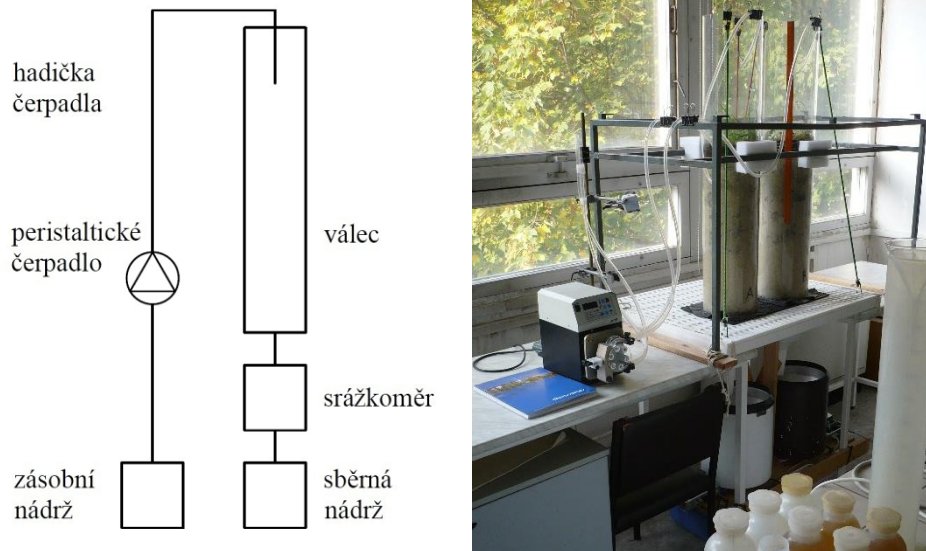 hadička
čerpadla
peristaltické
čerpadlo
válec
srážkoměr
zásobní
nádrž
sběrná
nádrž
A